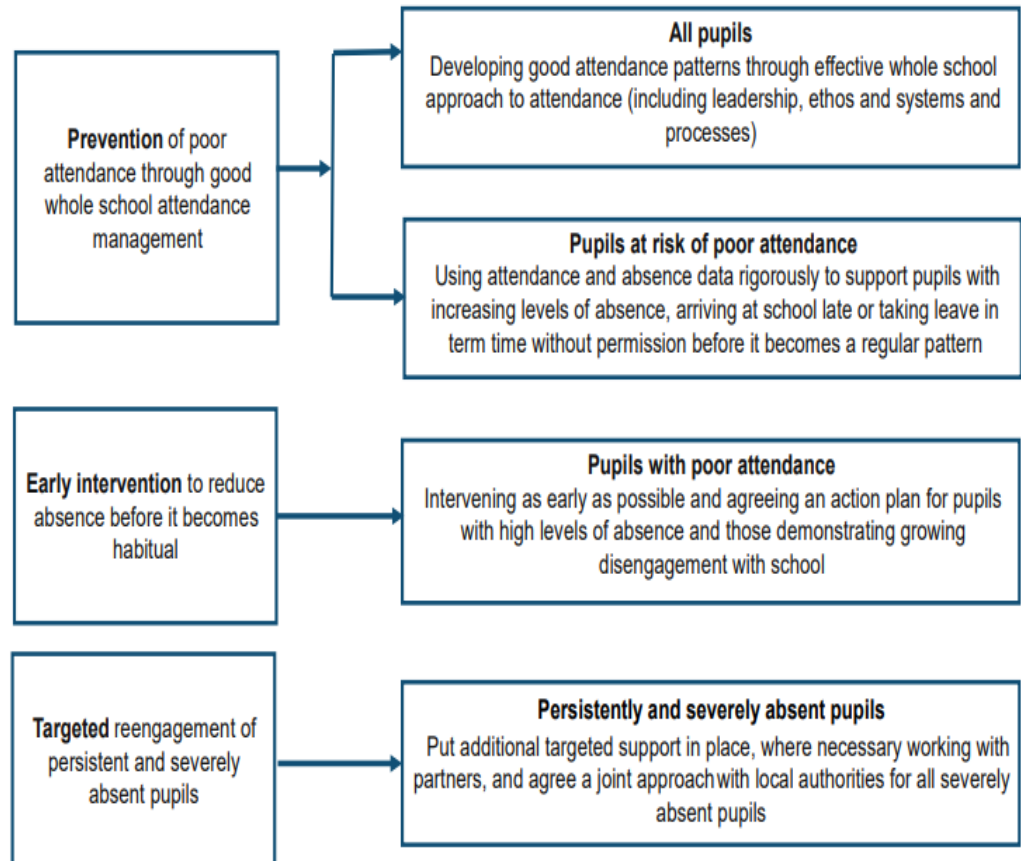 Prevention of poor
attendance through good
whole school attendance
management
All pupils
Developing good attendance patterns through effective whole school
approach to attendance (including leadership, ethos and systems and
processes)
Pupils at risk of poor attendance
Using attendance and absence data rigorously to support pupils with
increasing levels of absence, arriving at school late or taking leave in
term time without permission before it becomes a regular pattern
Early intervention to reduce
absence before it becomes
habitual
Pupils with poor attendance
Intervening as early as possible and agreeing an action plan for pupils
with high levels of absence and those demonstrating growing
disengagement with school
Targeted reengagement of
persistent and severely
absent pupils
Persistently and severely absent pupils
Put additional targeted support in place, where necessary working with
partners, and agree a joint approach with local authorities for all severely
absent pupils